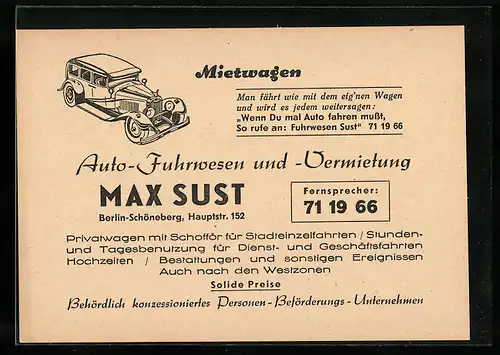 Mietwagen
Man fährt wie mit dem eig'nen Wagen
und wird es jedem weitersagen:
„Wenn Du mal Auto fahren mußt,
So rufe an: Fuhrwesen Sust" 71 19 66
Auto-Fuhrwesen und -Vermietung
MAX SUST
Berlin-Schöneberg, Hauptstr. 152
Fernsprecher:
71 19 66
Privatwagen mit Schofför für Stadteinzelfahrten / Stunden-
und Tagesbenutzung für Dienst- und Geschäftsfahrten
Hochzeiten / Bestattungen und sonstigen Ereignissen
Auch nach den Westzonen
Solide Preise
Behördlich konzessioniertes Personen-Beförderungs-Unternehmen